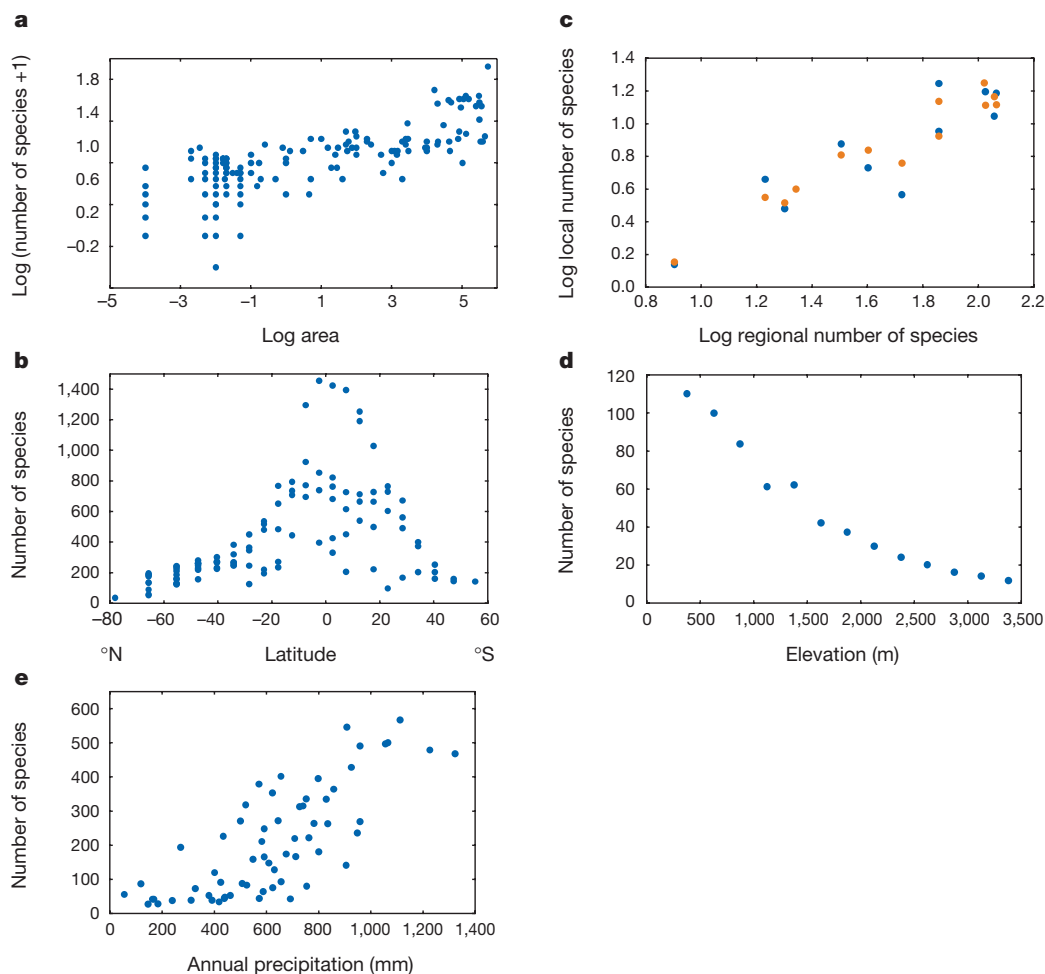 a
Log (number of species +1)
1.8
1.4
1.0
0.6
0.2
−0.2
−5 −3 −1 1 3 5
Log area
c
Log local number of species
1.4
1.2
1.0
0.8
0.6
0.4
0.2
0.0
0.8 1.0 1.2 1.4 1.6 1.8 2.0 2.2
Log regional number of species
b
Number of species
1,400
1,200
1,000
800
600
400
200
0
−80 −60 −40 −20 0 20 40 60
°N Latitude °S
d
Number of species
120
100
80
60
40
20
0
0 500 1,000 1,500 2,000 2,500 3,000 3,500
Elevation (m)
e
Number of species
600
500
400
300
200
100
0
0 200 400 600 800 1,000 1,200 1,400
Annual precipitation (mm)